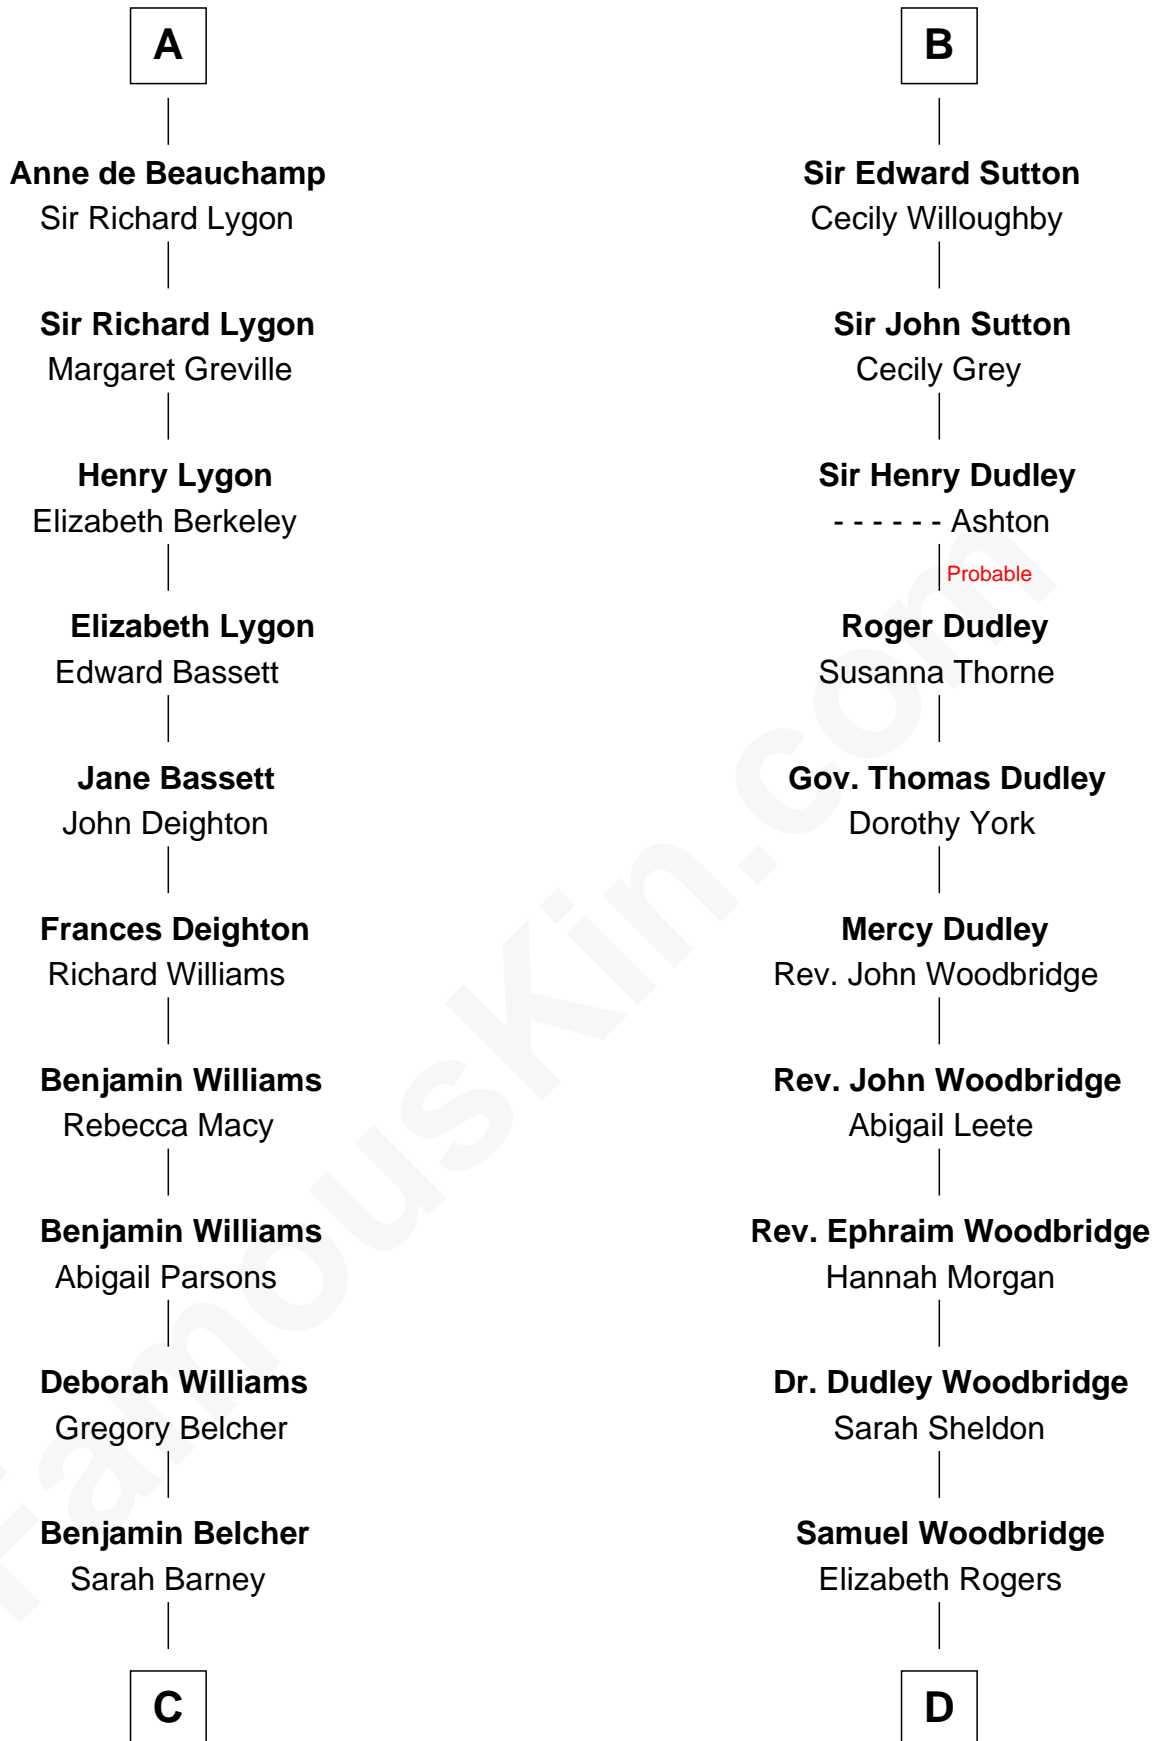 A
Anne de Beauchamp
Sir Richard Lygon
Sir Richard Lygon
Margaret Greville
Henry Lygon
Elizabeth Berkeley
Elizabeth Lygon
Edward Bassett
Jane Bassett
John Deighton
Frances Deighton
Richard Williams
Benjamin Williams
Rebecca Macy
Benjamin Williams
Abigail Parsons
Deborah Williams
Gregory Belcher
Benjamin Belcher
Sarah Barney
C
B
Sir Edward Sutton
Cecily Willoughby
Sir John Sutton
Cecily Grey
Sir Henry Dudley
- - - - - - Ashton
Probable
Roger Dudley
Susanna Thorne
Gov. Thomas Dudley
Dorothy York
Mercy Dudley
Rev. John Woodbridge
Rev. John Woodbridge
Abigail Leete
Rev. Ephraim Woodbridge
Hannah Morgan
Dr. Dudley Woodbridge
Sarah Sheldon
Samuel Woodbridge
Elizabeth Rogers
D
FamousKin.com